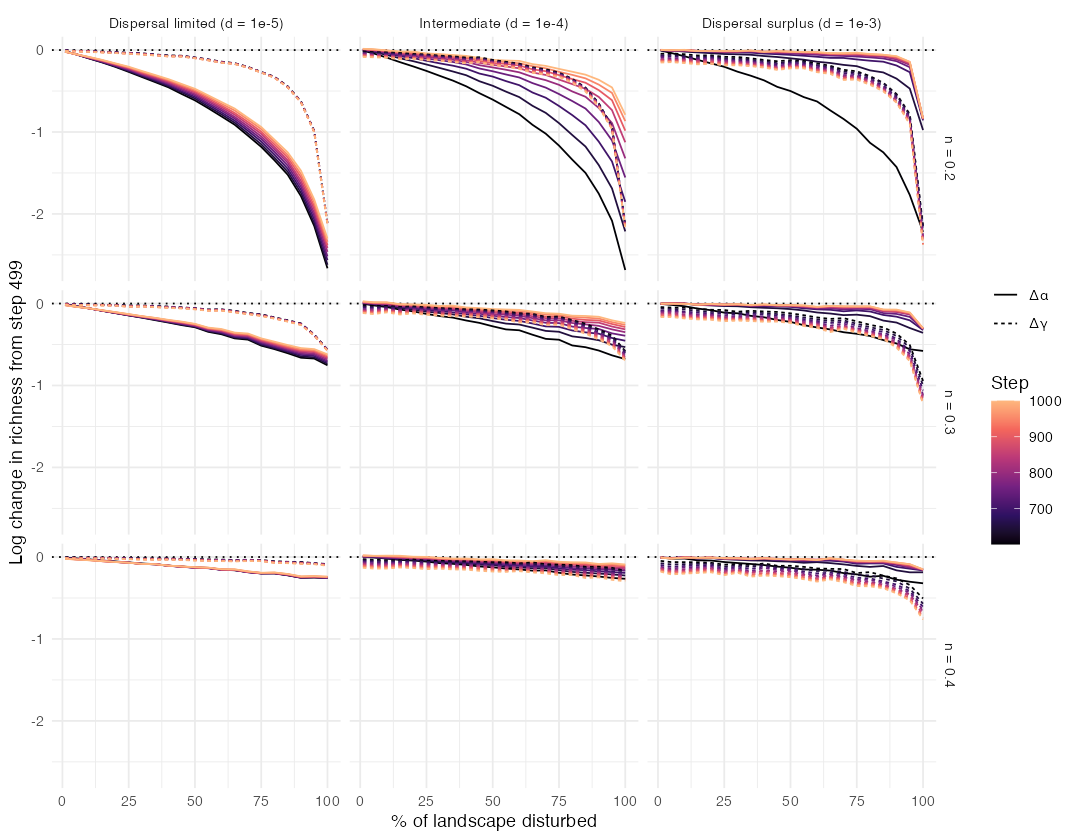 Dispersal limited (d = 1e-5)
Intermediate (d = 1e-4)
Dispersal surplus (d = 1e-3)
0
-1
-2
n = 0.2
0
-1
-2
n = 0.3
0
-1
-2
n = 0.4
0
25
50
75
100
0
25
50
75
100
0
25
50
75
100
% of landscape disturbed
Log change in richness from step 499
Δα
Δγ
Step
1000
900
800
700